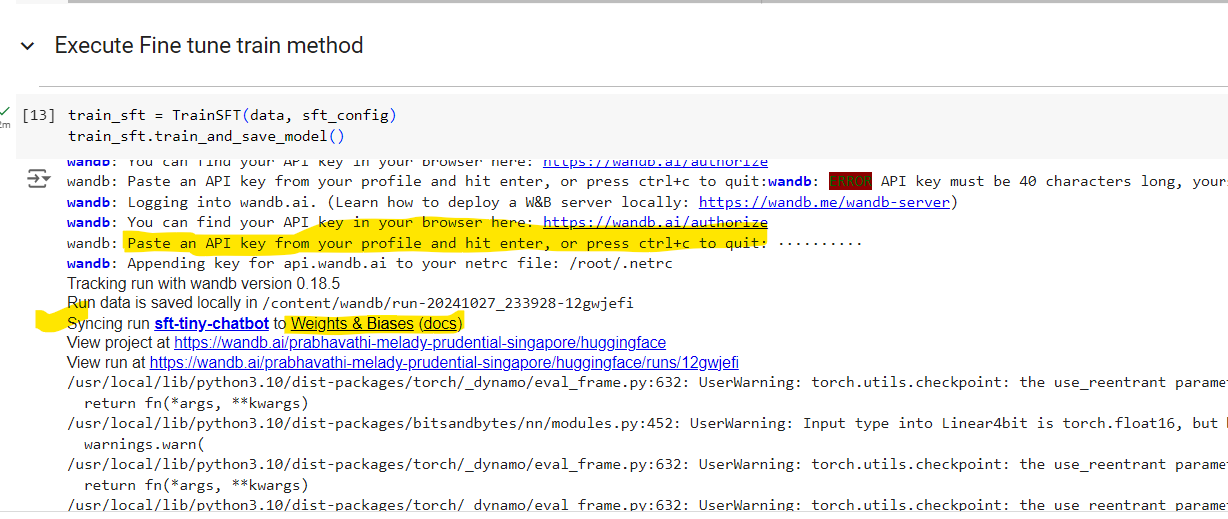 Execute Fine tune train method
[13] train_sft = TrainSFT(data, sft_config)
train_sft.train_and_save_model()
2m
wandb: You can find your API key in your browser here: https://wandb.ai/authorize
wandb: Paste an API key from your profile and hit enter, or press ctrl+c to quit:wandb: ERROR API key must be 40 characters long, yours
wandb: Logging into wandb.ai. (Learn how to deploy a W&B server locally: https://wandb.me/wandb-server)
wandb: You can find your API key in your browser here: https://wandb.ai/authorize
wandb: Paste an API key from your profile and hit enter, or press ctrl+c to quit: ··········
wandb: Appending key for api.wandb.ai to your netrc file: /root/.netrc
Tracking run with wandb version 0.18.5
Run data is saved locally in /content/wandb/run-20241027_233928-12gwjefi
Syncing run sft-tiny-chatbot to Weights & Biases (docs)
View project at https://wandb.ai/prabhavathi-melady-prudential-singapore/huggingface
View run at https://wandb.ai/prabhavathi-melady-prudential-singapore/huggingface/runs/12gwjefi
/usr/local/lib/python3.10/dist-packages/torch/_dynamo/eval_frame.py:632: UserWarning: torch.utils.checkpoint: the use_reentrant paramet
return fn(*args, **kwargs)
/usr/local/lib/python3.10/dist-packages/bitsandbytes/nn/modules.py:452: UserWarning: Input type into Linear4bit is torch.float16, but
warnings.warn(
/usr/local/lib/python3.10/dist-packages/torch/_dynamo/eval_frame.py:632: UserWarning: torch.utils.checkpoint: the use_reentrant paramet
return fn(*args, **kwargs)
/usr/local/lib/python3.10/dist-packages/torch/_dynamo/eval_frame.py:632: UserWarning: torch.utils.checkpoint: the use_reentrant paramet